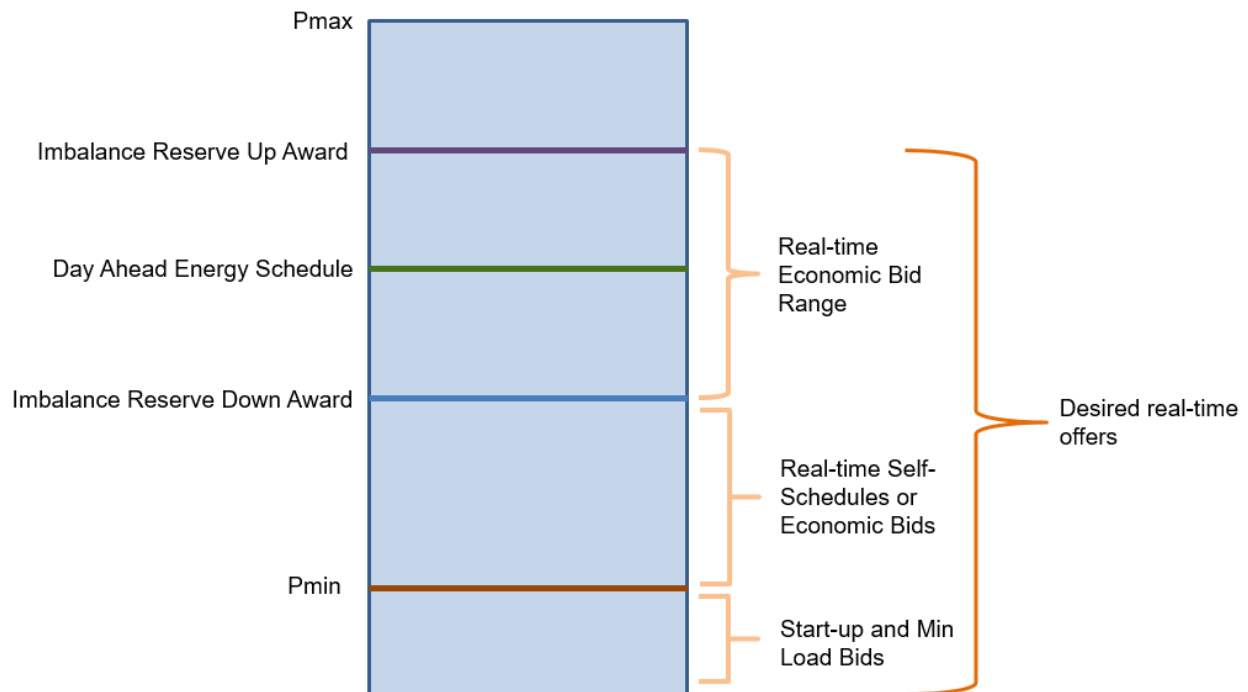 Pmax
Imbalance Reserve Up Award
Day Ahead Energy Schedule
Imbalance Reserve Down Award
Pmin
Real-time
Economic Bid
Range
Real-time Self-
Schedules or
Economic Bids
Start-up and Min
Load Bids
Desired real-time
offers